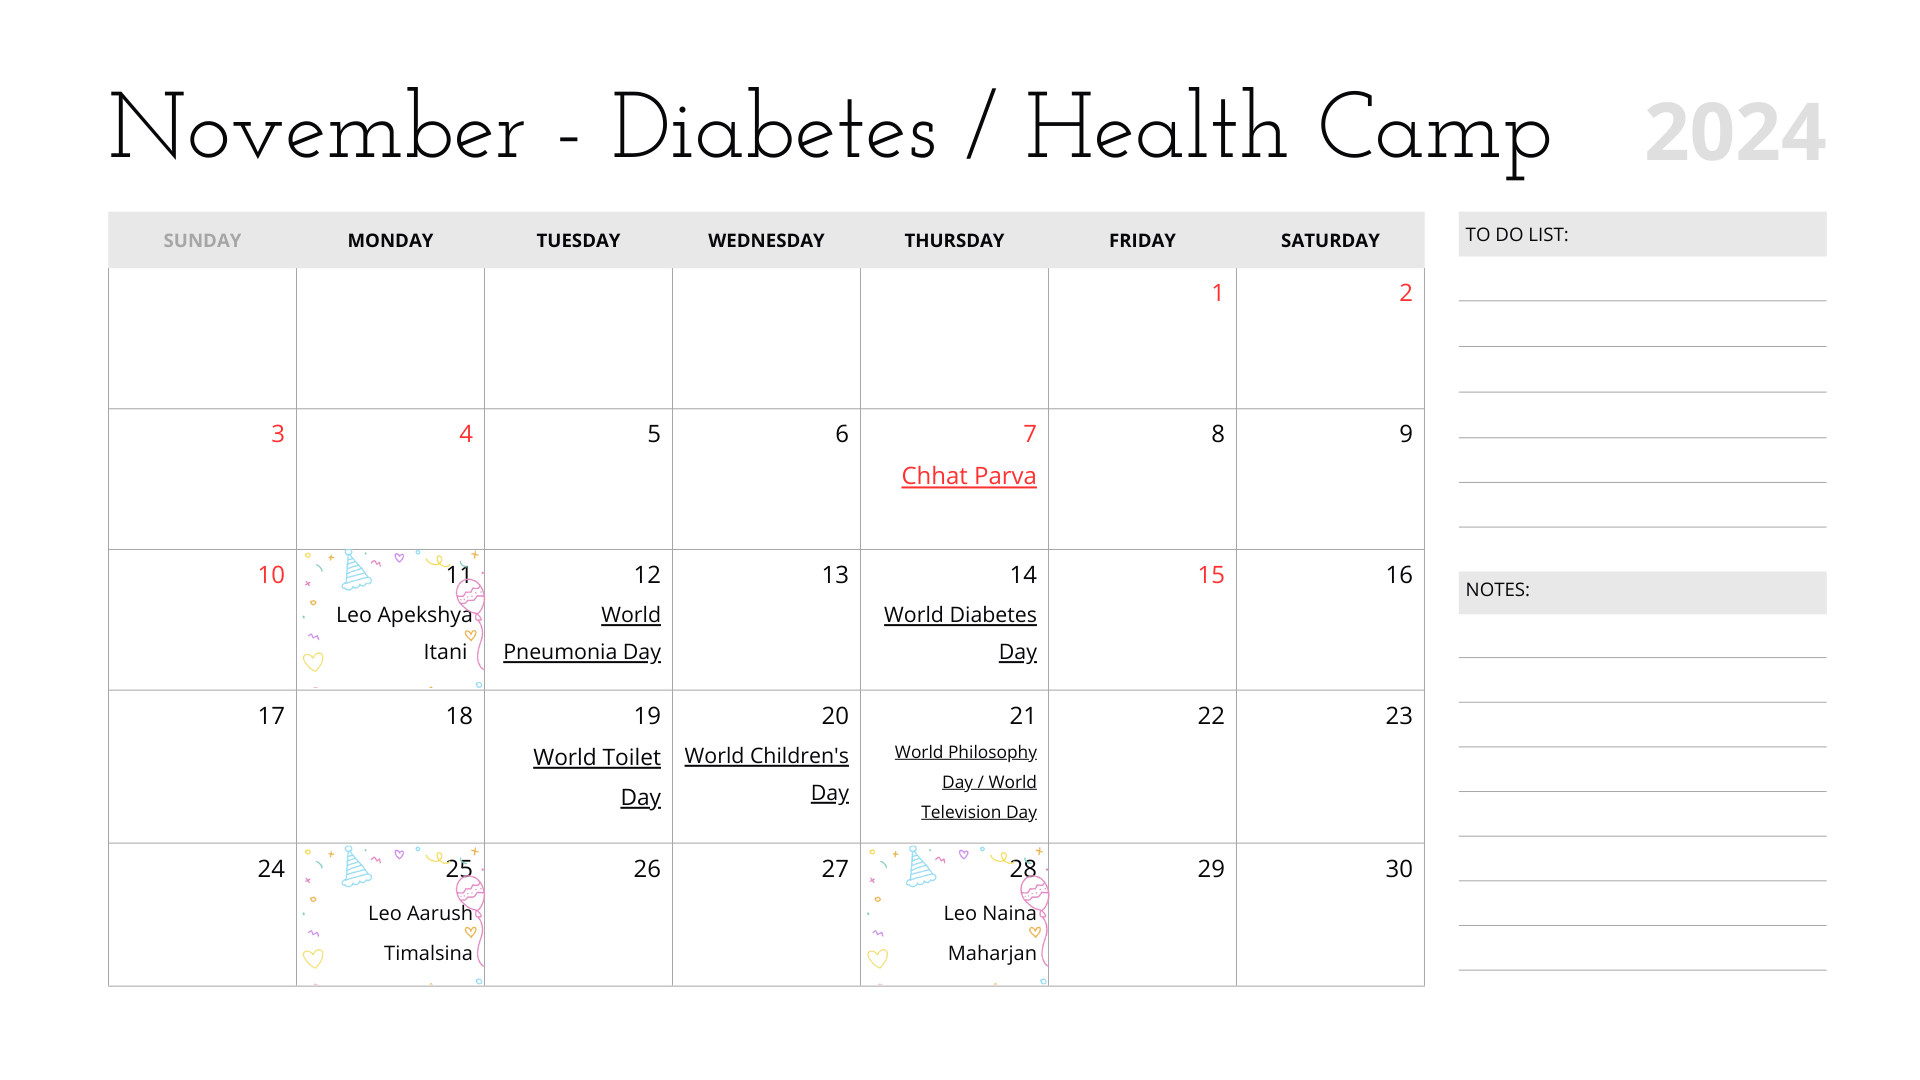 November - Diabetes / Health Camp
2024
SUNDAY MONDAY TUESDAY WEDNESDAY THURSDAY FRIDAY SATURDAY
1 2
3 4 5 6 7 8 9
Chhat Parva
10 11 12 13 14 15 16
Leo Apekshya
Itani
World
Pneumonia Day
World Diabetes
Day
17 18 19 20 21 22 23
World Toilet
Day
World Children's
Day
World Philosophy
Day / World
Television Day
24 25 26 27 28 29 30
Leo Aarush
Timalsina
Leo Naina
Maharjan
TO DO LIST:
NOTES: